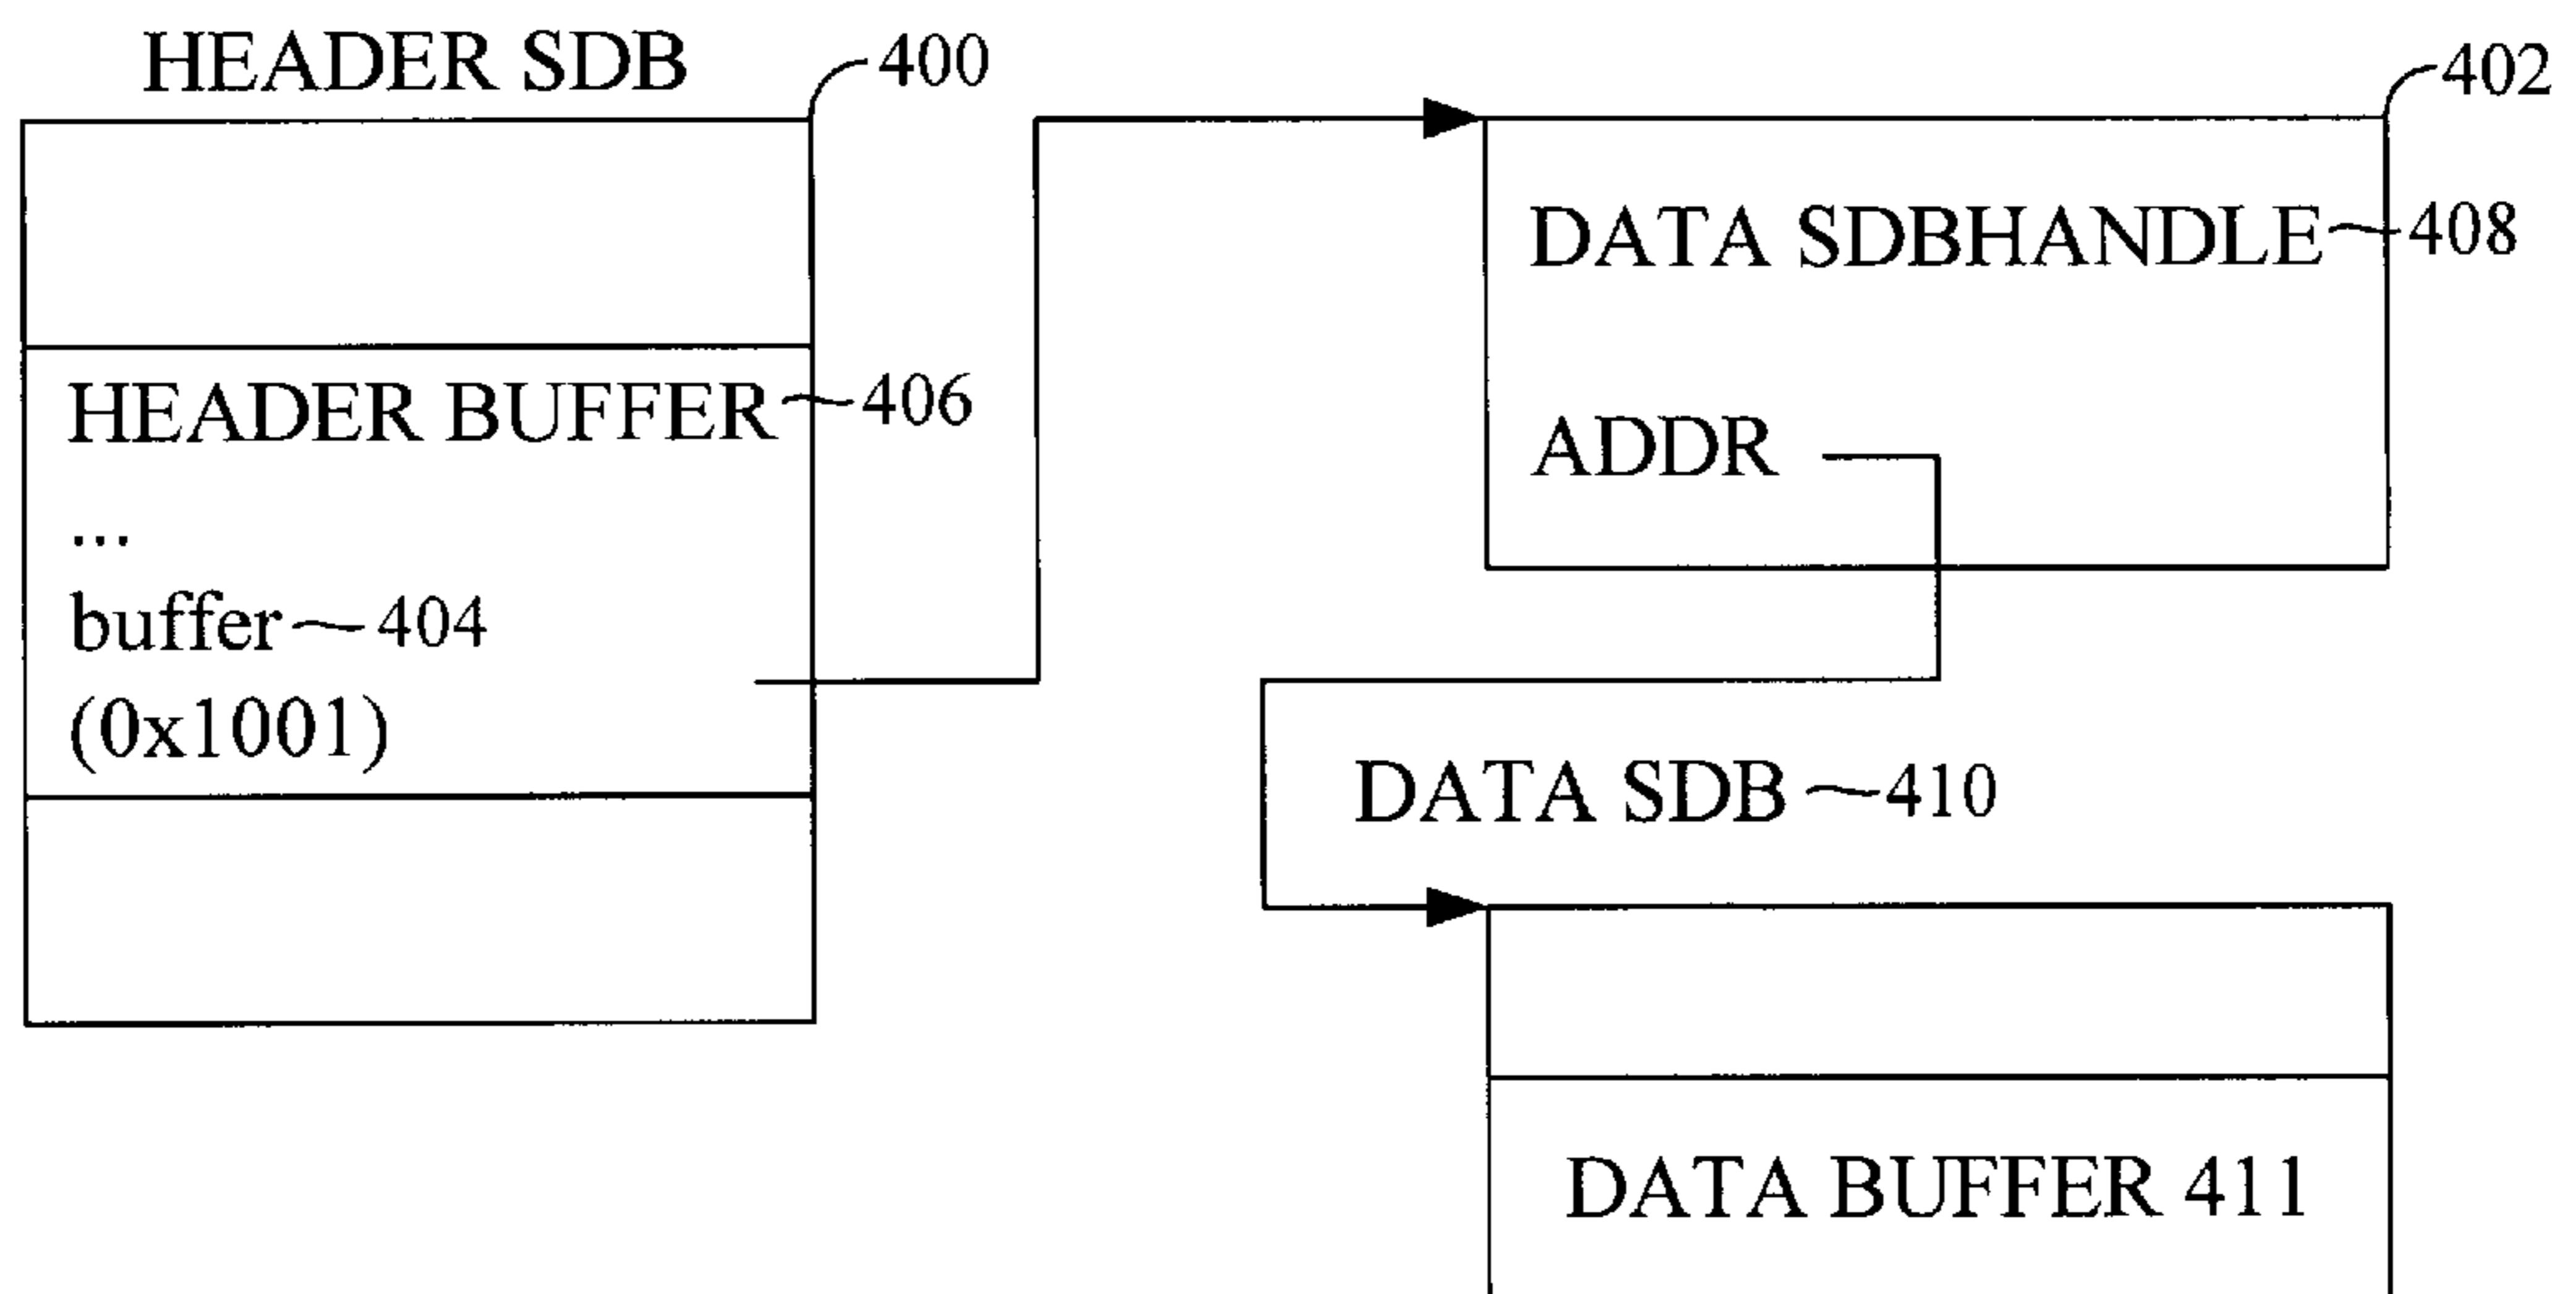 HEADER SDB
400
HEADER BUFFER 406
...
buffer 404
(0x1001)
402
DATA SDBHANDLE 408
ADDR
DATA SDB 410
DATA BUFFER 411